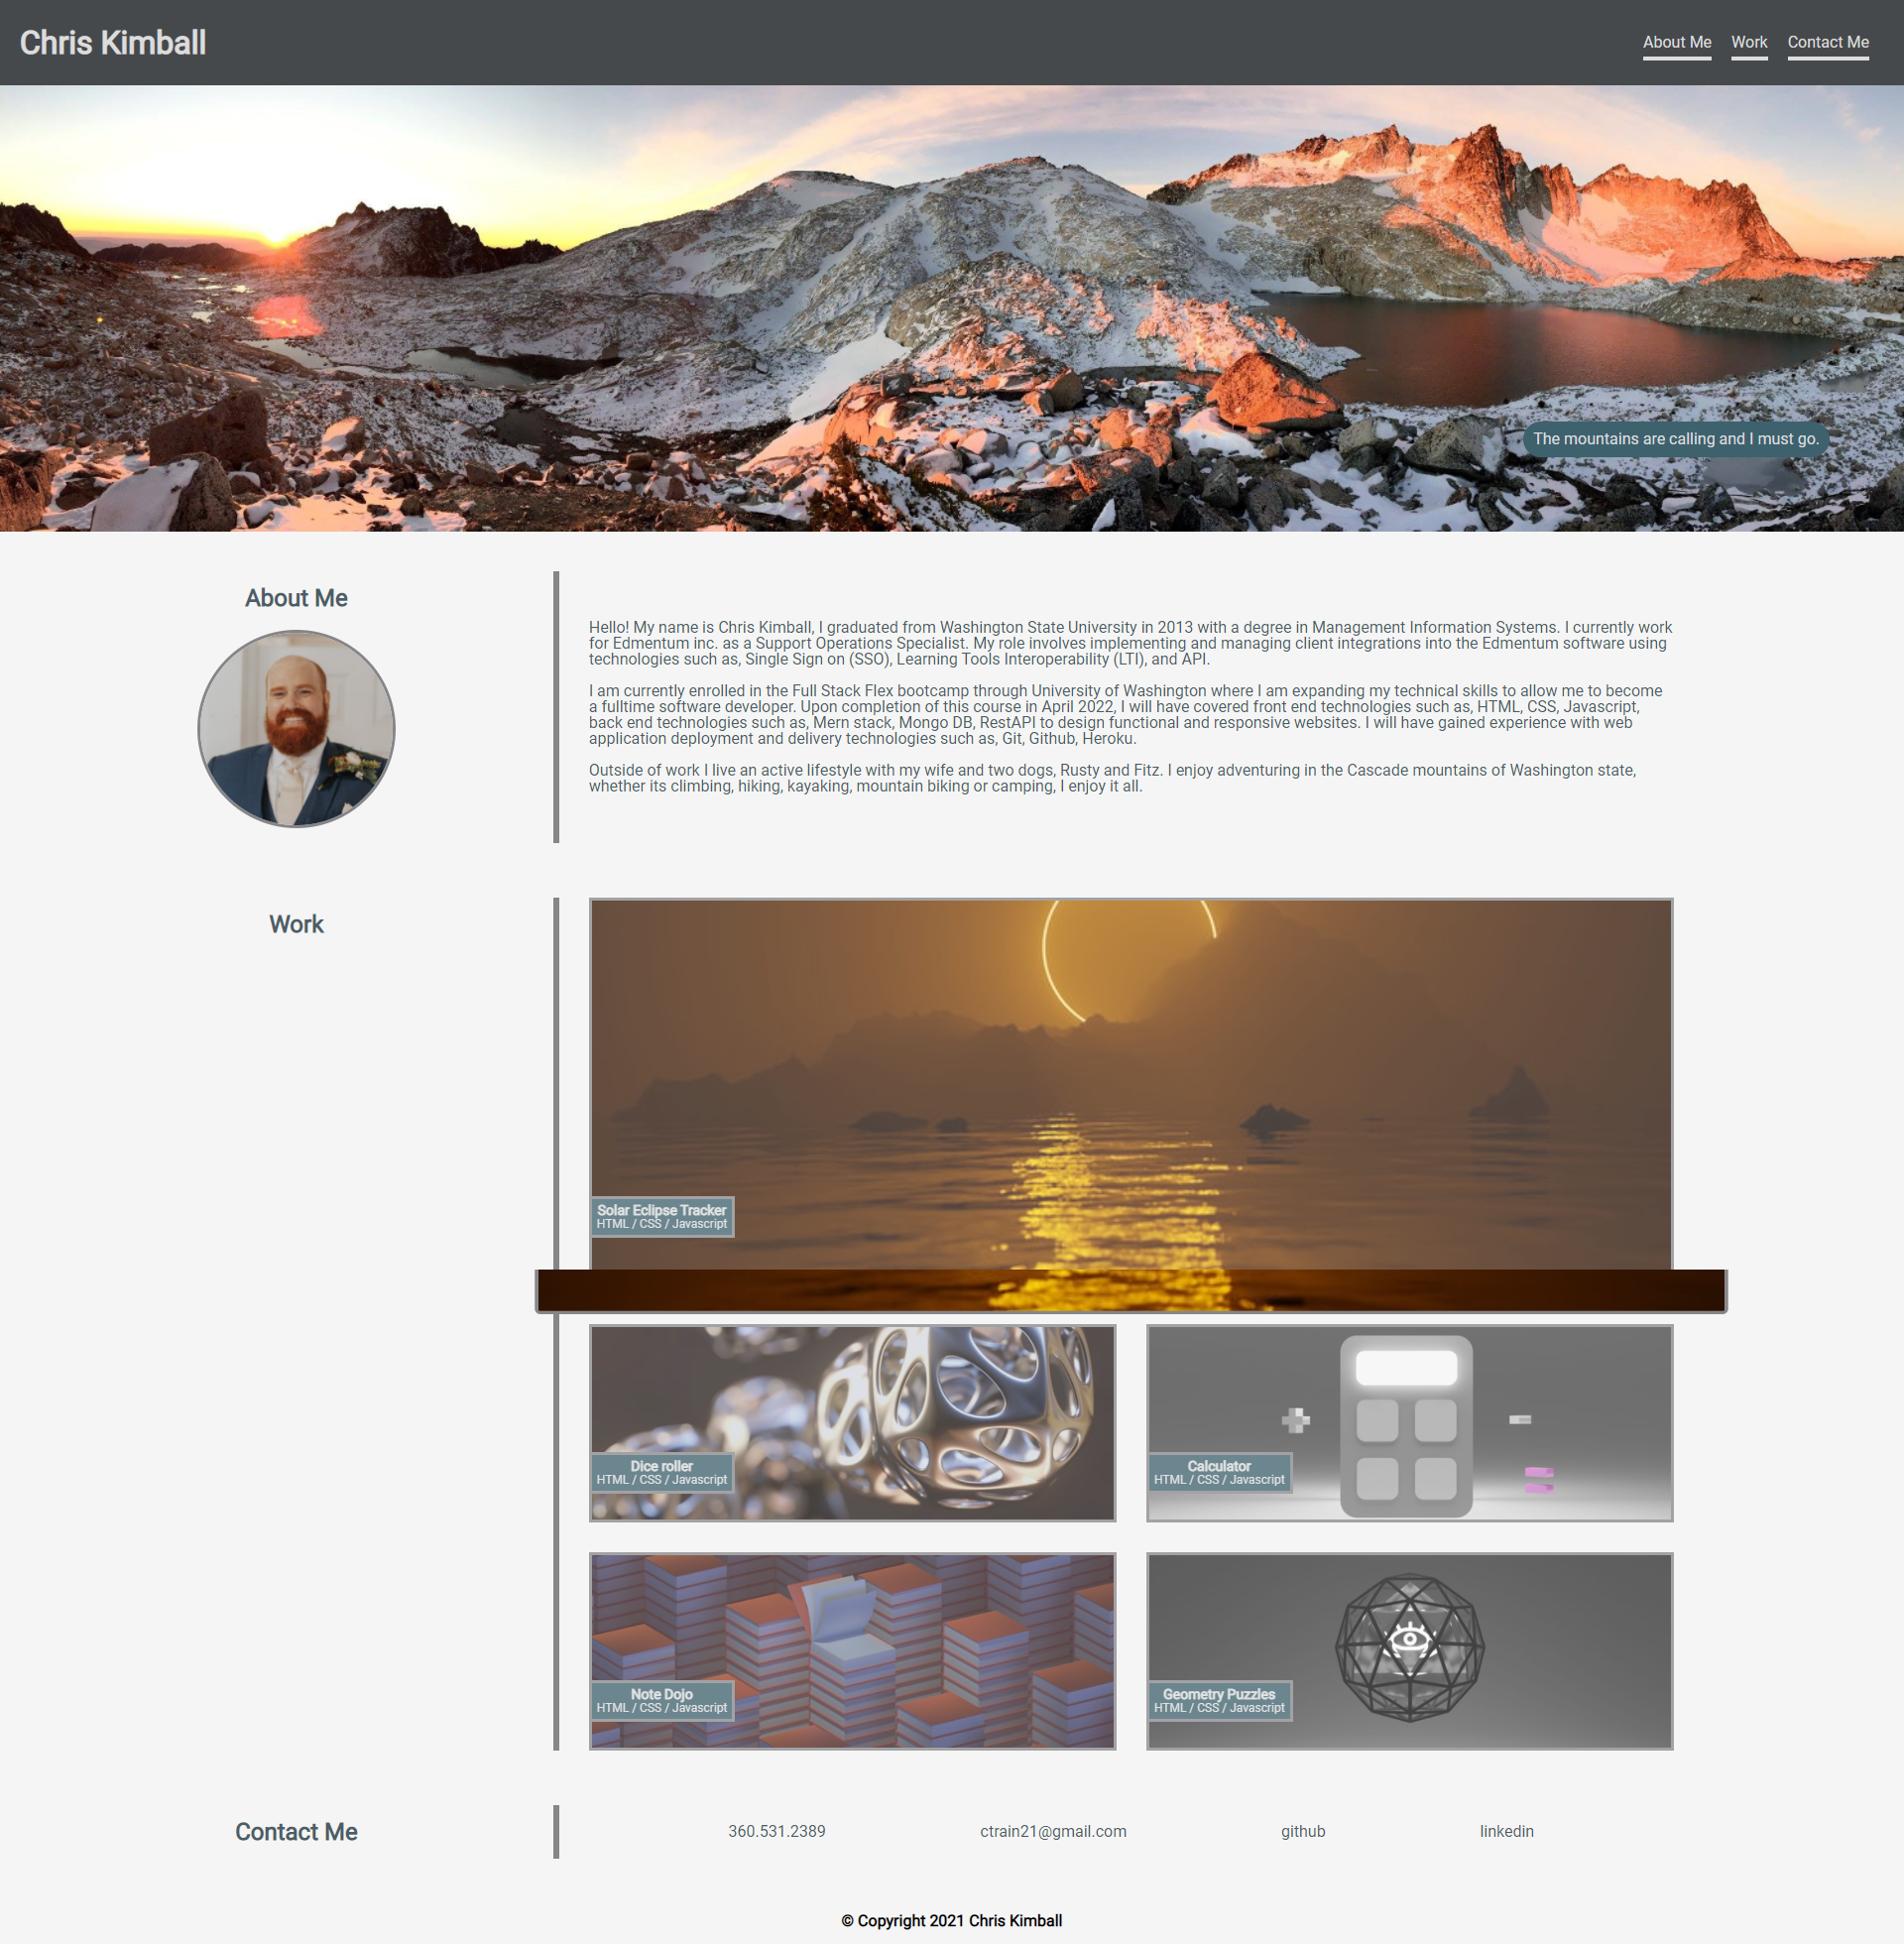 Chris Kimball
About Me Work Contact Me
The mountains are calling and I must go.
About Me
Hello! My name is Chris Kimball, I graduated from Washington State University in 2013 with a degree in Management Information Systems. I currently work
for Edmentum inc. as a Support Operations Specialist. My role involves implementing and managing client integrations into the Edmentum software using
technologies such as, Single Sign on (SSO), Learning Tools Interoperability (LTI), and API.
I am currently enrolled in the Full Stack Flex bootcamp through University of Washington where I am expanding my technical skills to allow me to become
a fulltime software developer. Upon completion of this course in April 2022, I will have covered front end technologies such as, HTML, CSS, Javascript,
back end technologies such as, Mern stack, Mongo DB, RestAPI to design functional and responsive websites. I will have gained experience with web
application deployment and delivery technologies such as, Git, Github, Heroku.
Outside of work I live an active lifestyle with my wife and two dogs, Rusty and Fitz. I enjoy adventuring in the Cascade mountains of Washington state,
whether its climbing, hiking, kayaking, mountain biking or camping, I enjoy it all.
Work
Solar Eclipse Tracker
HTML / CSS / Javascript
Dice roller
HTML / CSS / Javascript
Calculator
HTML / CSS / Javascript
Note Dojo
HTML / CSS / Javascript
Geometry Puzzles
HTML / CSS / Javascript
Contact Me
360.531.2389 ctrain21@gmail.com github linkedin
© Copyright 2021 Chris Kimball